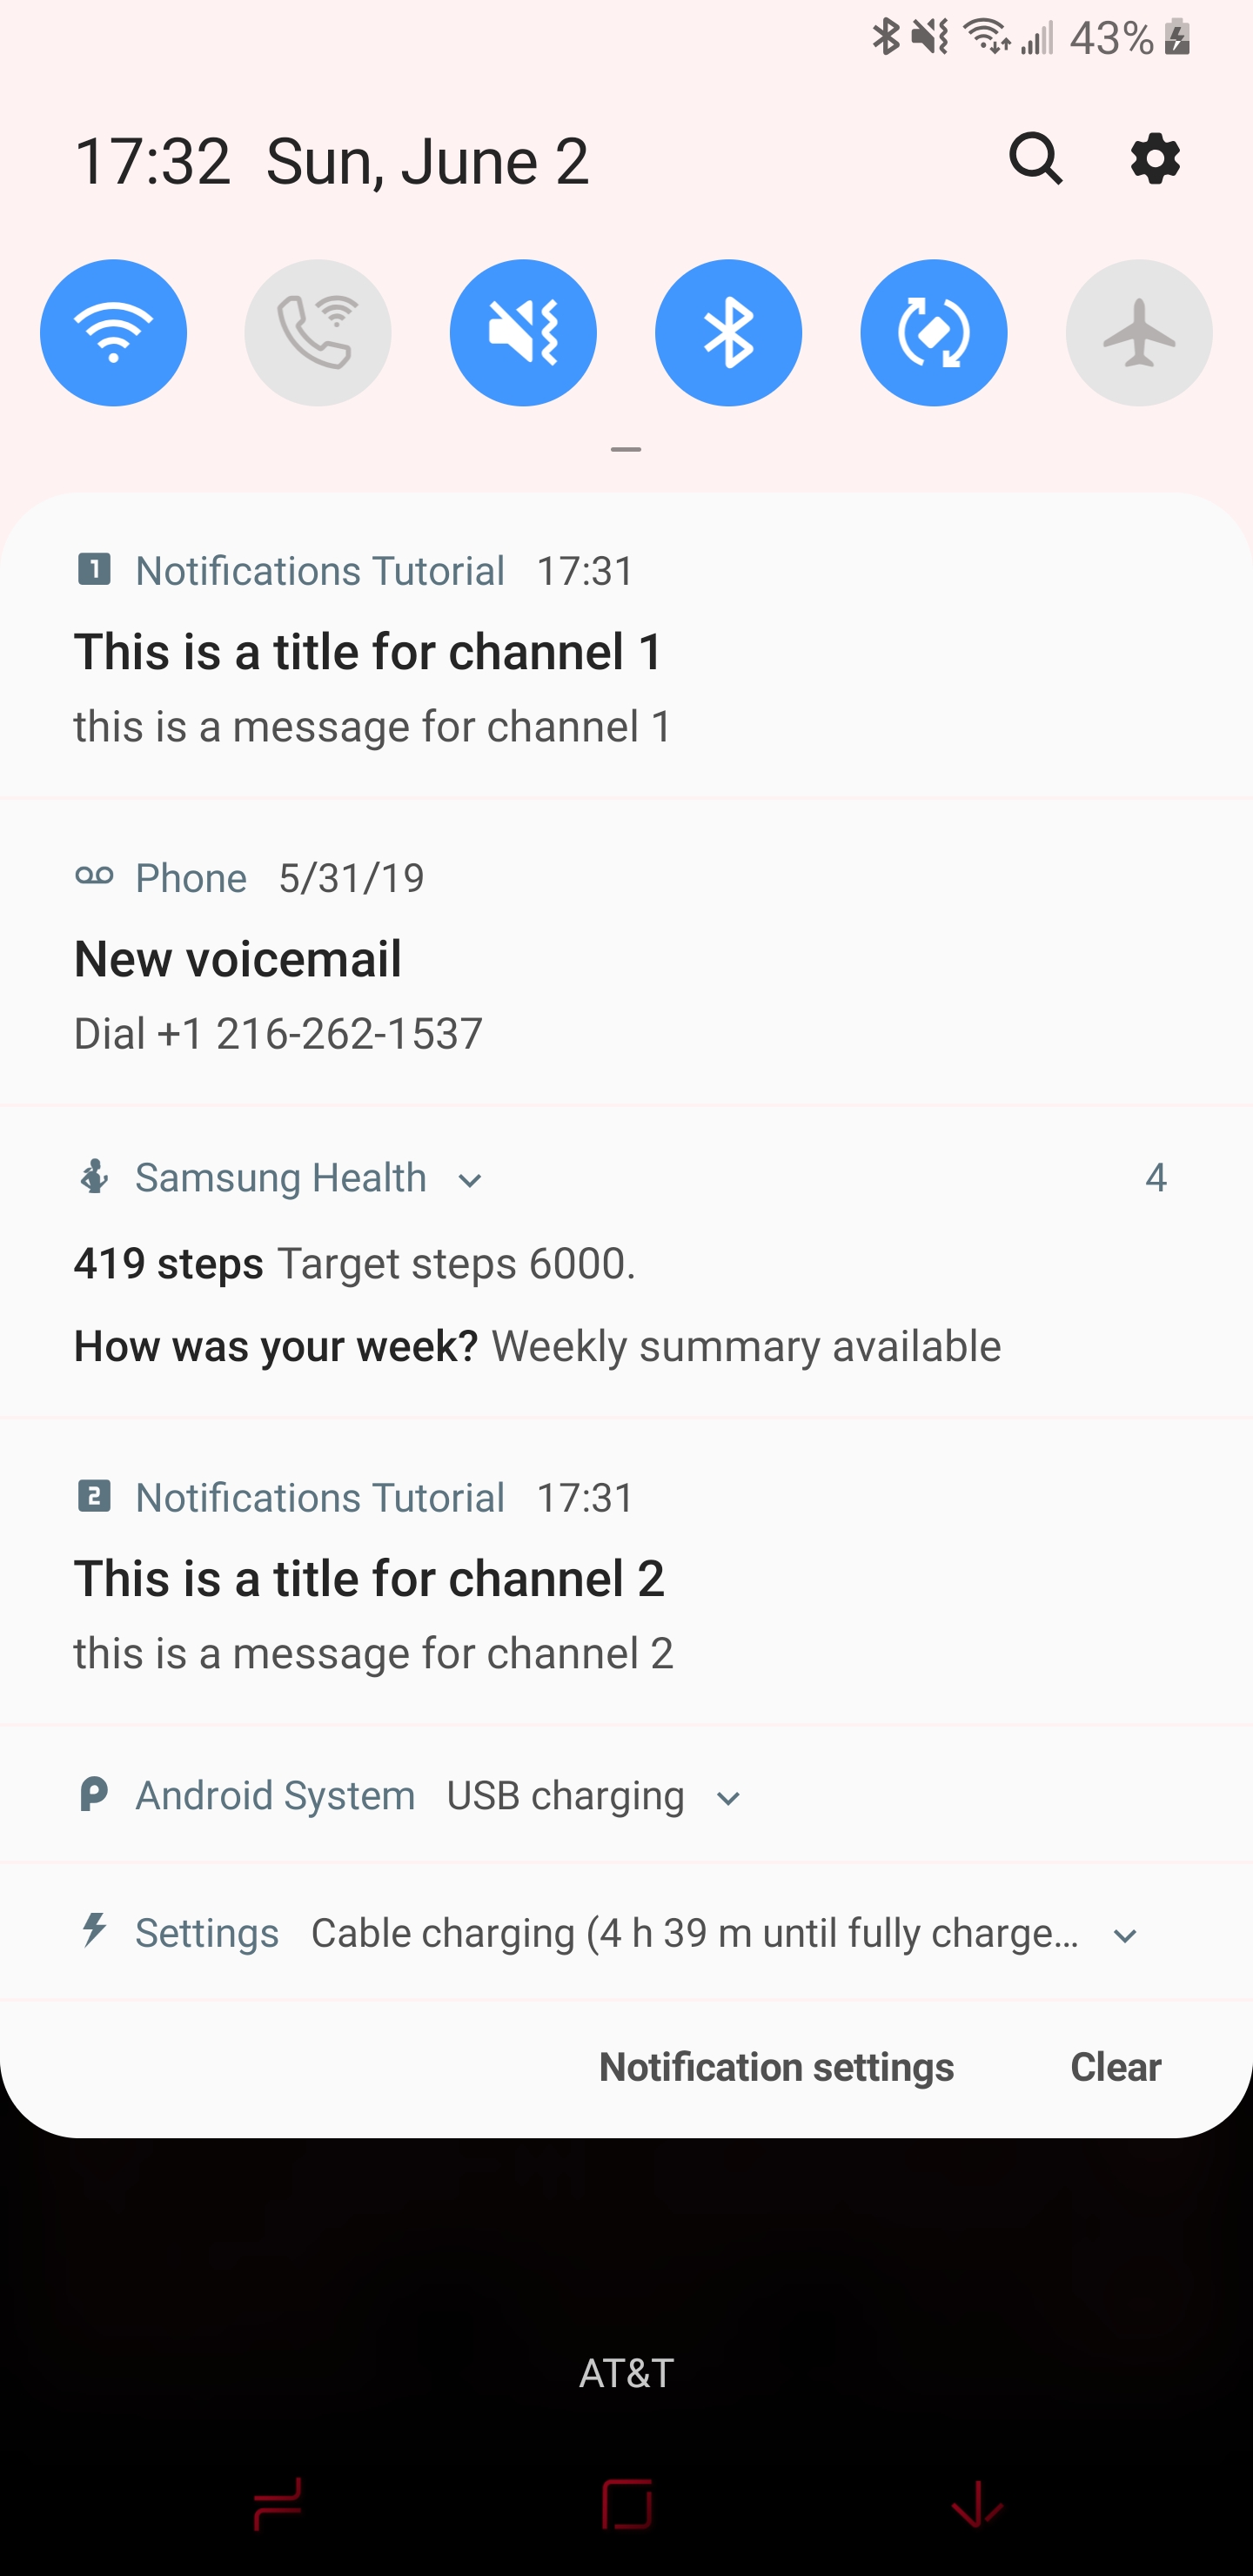 43%
17:32 Sun, June 2
1 Notifications Tutorial 17:31
This is a title for channel 1
this is a message for channel 1
Phone 5/31/19
New voicemail
Dial +1 216-262-1537
Samsung Health 4
419 steps Target steps 6000.
How was your week? Weekly summary available
2 Notifications Tutorial 17:31
This is a title for channel 2
this is a message for channel 2
Android System USB charging
Settings Cable charging (4 h 39 m until fully charge...
Notification settings Clear
AT&T